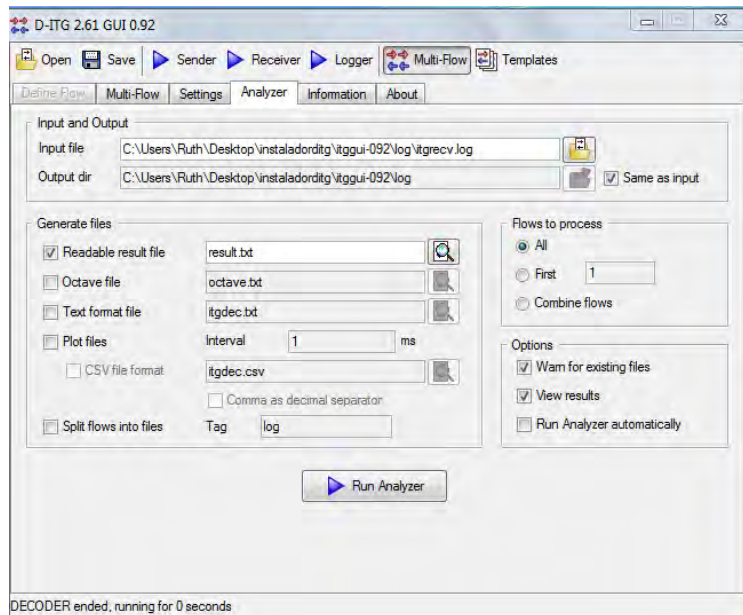 D-ITG 2.61 GUI 0.92
Open Save Sender Receiver Logger Multi-Flow Templates
Define Flow Multi-Flow Settings Analyzer Information About
Input and Output
Input file C:\Users\Ruth\Desktop\instaladorditg\itggui-092\log\itgrecv.log
Output dir C:\Users\Ruth\Desktop\instaladorditg\itggui-092\log Same as input
Generate files
Readable result file result.txt
Octave file octave.txt
Text format file itgdec.txt
Plot files Interval 1 ms
CSV file format itgdec.csv
Comma as decimal separator
Split flows into files Tag log
Flows to process
All
First 1
Combine flows
Options
Warn for existing files
View results
Run Analyzer automatically
Run Analyzer
DECODER ended, running for 0 seconds